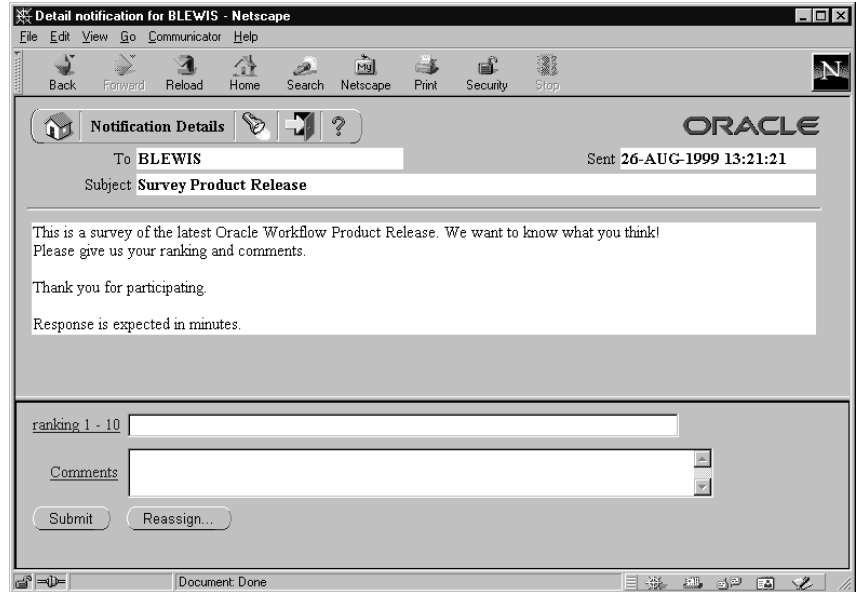 Detail notification for BLEWIS - Netscape
File Edit View Go Communicator Help
My
Back Forward Reload Home Search Netscape Print Security Stop
N
Notification Details ? ORACLE
To BLEWIS Sent 26-AUG-1999 13:21:21
Subject Survey Product Release
This is a survey of the latest Oracle Workflow Product Release. We want to know what you think!
Please give us your ranking and comments.
Thank you for participating.
Response is expected in minutes.
ranking 1 - 10
Comments
Submit Reassign...
Document: Done